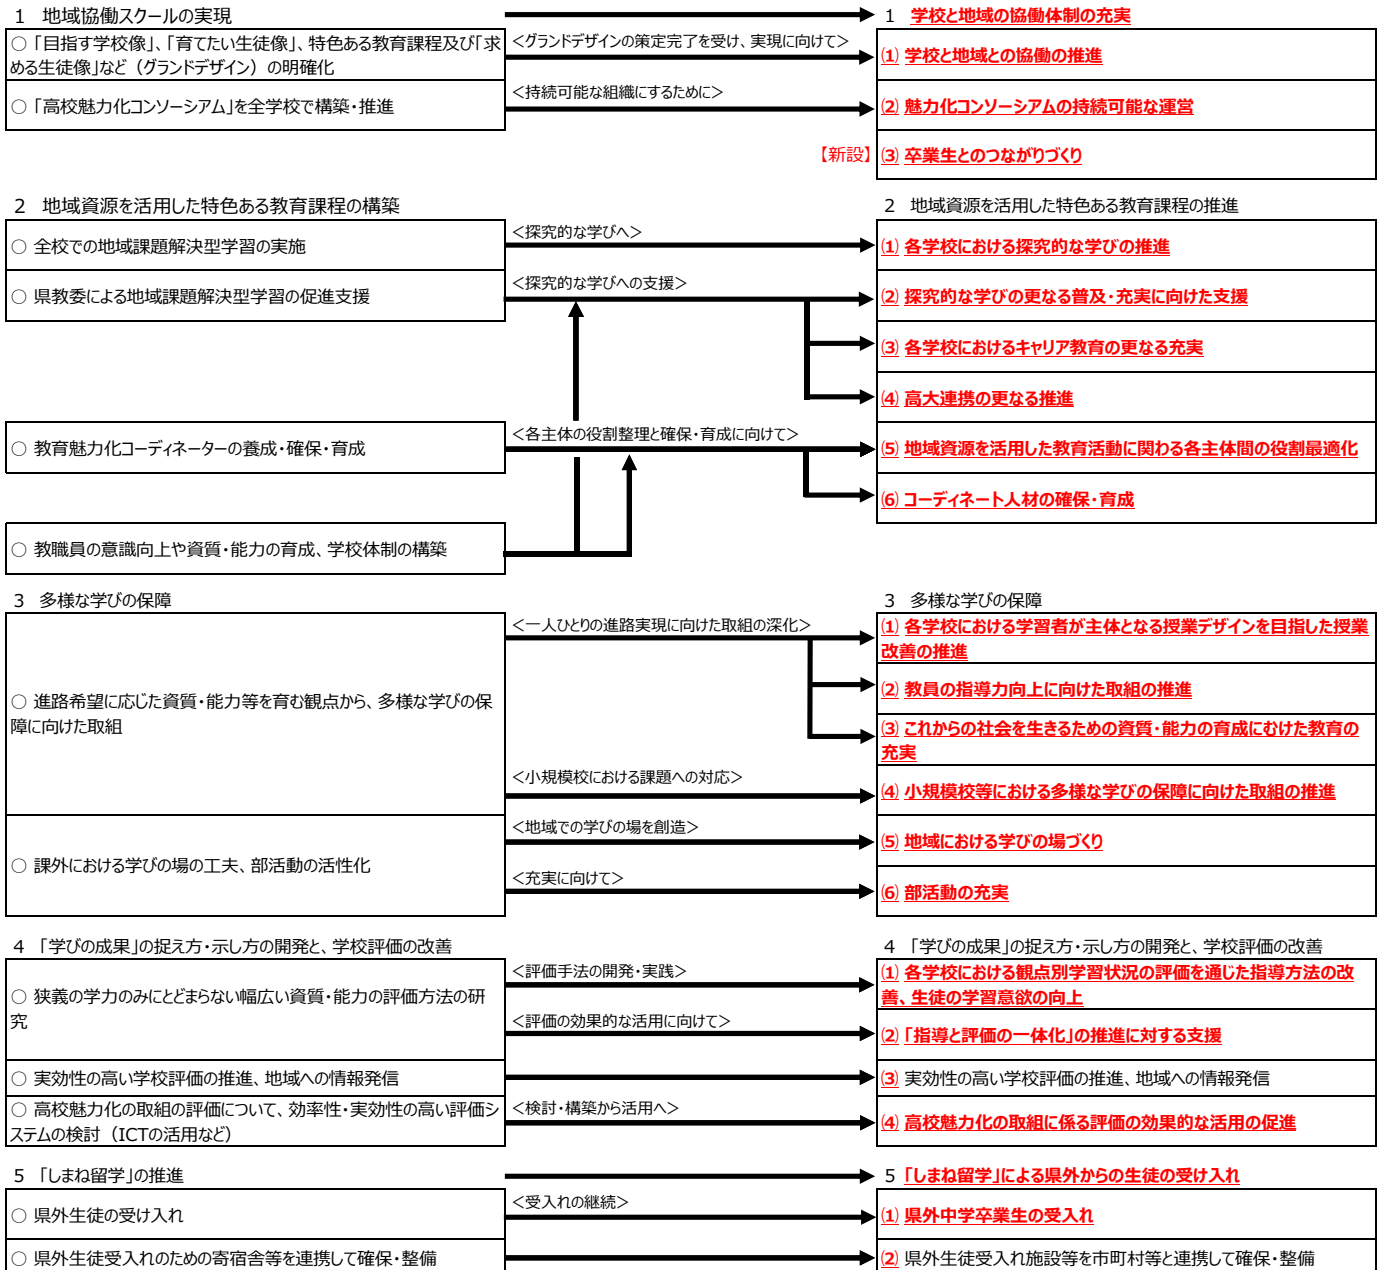 １　地域協働スクールの実現
１　学校と地域の協働体制の充実
○「目指す学校像」、「育てたい生徒像」、特色ある教育課程及び「求
める生徒像」など（グランドデザイン）の明確化
＜グランドデザインの策定完了を受け、実現に向けて＞
⑴ 学校と地域との協働の推進
○「高校魅力化コンソーシアム」を全学校で構築・推進
＜持続可能な組織にするために＞
⑵ 魅力化コンソーシアムの持続可能な運営
【新設】
⑶ 卒業生とのつながりづくり
２　地域資源を活用した特色ある教育課程の構築
２　地域資源を活用した特色ある教育課程の推進
○ 全校での地域課題解決型学習の実施
＜探究的な学びへ＞
⑴ 各学校における探究的な学びの推進
○ 県教委による地域課題解決型学習の促進支援
＜探究的な学びへの支援＞
⑵ 探究的な学びの更なる普及・充実に向けた支援
⑶ 各学校におけるキャリア教育の更なる充実
⑷ 高大連携の更なる推進
○ 教育魅力化コーディネーターの養成・確保・育成
＜各主体の役割整理と確保・育成に向けて＞
⑸ 地域資源を活用した教育活動に関わる各主体間の役割最適化
⑹ コーディネート人材の確保・育成
○ 教職員の意識向上や資質・能力の育成、学校体制の構築
３　多様な学びの保障
３　多様な学びの保障
○ 進路希望に応じた資質・能力等を育む観点から、多様な学びの保
障に向けた取組
＜一人ひとりの進路実現に向けた取組の深化＞
⑴ 各学校における学習者が主体となる授業デザインを目指した授業
改善の推進
⑵ 教員の指導力向上に向けた取組の推進
⑶ これからの社会を生きるための資質・能力の育成にむけた教育の
充実
＜小規模校における課題への対応＞
⑷ 小規模校等における多様な学びの保障に向けた取組の推進
○ 課外における学びの場の工夫、部活動の活性化
＜地域での学びの場を創造＞
⑸ 地域における学びの場づくり
＜充実に向けて＞
⑹ 部活動の充実
４　「学びの成果」の捉え方・示し方の開発と、学校評価の改善
４　「学びの成果」の捉え方・示し方の開発と、学校評価の改善
○ 狭義の学力のみにとどまらない幅広い資質・能力の評価方法の研
究
＜評価手法の開発・実践＞
⑴ 各学校における観点別学習状況の評価を通じた指導方法の改
善、生徒の学習意欲の向上
＜評価の効果的な活用に向けて＞
⑵「指導と評価の一体化」の推進に対する支援
○ 実効性の高い学校評価の推進、地域への情報発信
⑶ 実効性の高い学校評価の推進、地域への情報発信
○ 高校魅力化の取組の評価について、効率性・実効性の高い評価シ
ステムの検討（ICTの活用など）
＜検討・構築から活用へ＞
⑷ 高校魅力化の取組に係る評価の効果的な活用の促進
５「しまね留学」の推進
５「しまね留学」による県外からの生徒の受け入れ
○ 県外生徒の受け入れ
＜受入れの継続＞
⑴ 県外中学卒業生の受入れ
○ 県外生徒受入れのための寄宿舎等を連携して確保・整備
⑵ 県外生徒受入れ施設等を市町村等と連携して確保・整備